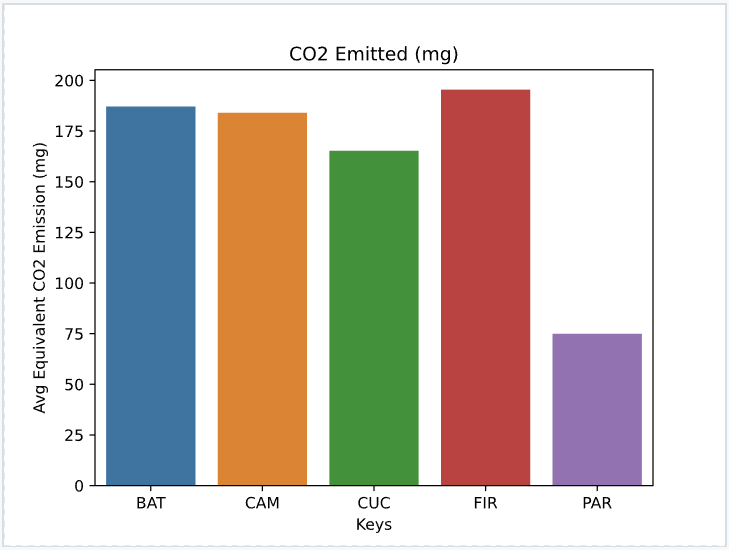 CO2 Emitted (mg)
Avg Equivalent CO2 Emission (mg)
200
175
150
125
100
75
50
25
0
BAT CAM CUC FIR PAR
Keys